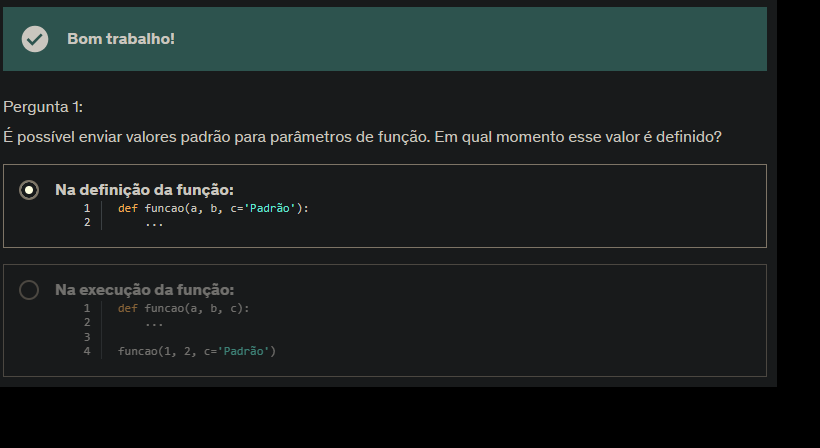 Bom trabalho!
Pergunta 1:
É possível enviar valores padrão para parâmetros de função. Em qual momento esse valor é definido?
Na definição da função:
1 def funcao(a, b, c='Padrão'):
2 ...
Na execução da função:
1 def funcao(a, b, c):
2 ...
3
4 funcao(1, 2, c='Padrão')